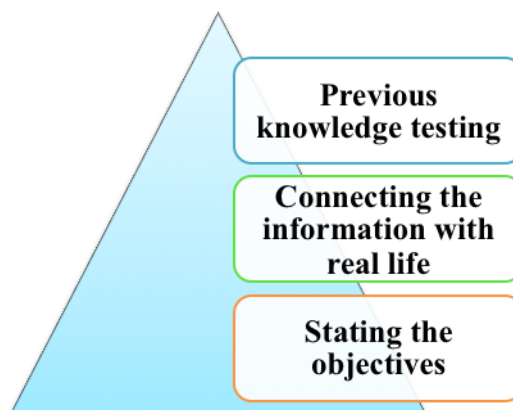 Previous
knowledge testing
Connecting the
information with
real life
Stating the
objectives